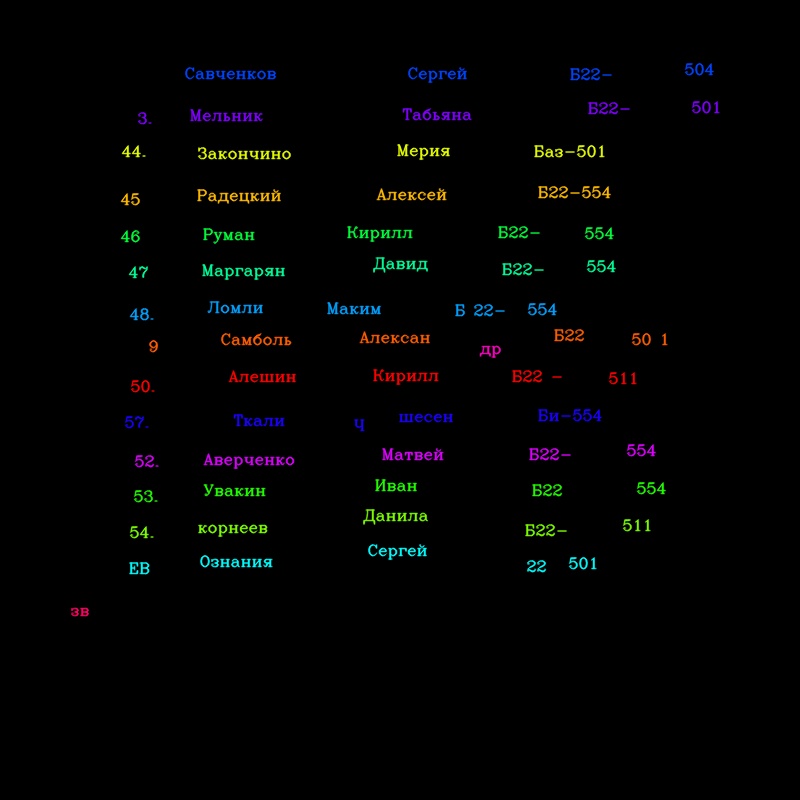 Савченков Сергей Б22- 504
3. Мельник Табьяна Б22- 501
44. Закончино Мерия Баз-501
45 Радецкий Алексей Б22-554
46 Руман Кирилл Б22- 554
47 Маргарян Давид Б22- 554
48. Ломли Маким Б 22- 554
9 Самболь Алексан др Б22 50 1
50. Алешин Кирилл Б22 - 511
57. Ткали ч шесен Би-554
52. Аверченко Матвей Б22- 554
53. Увакин Иван Б22 554
54. корнеев Данила Б22- 511
ЕВ Ознания Сергей 22 501
зв